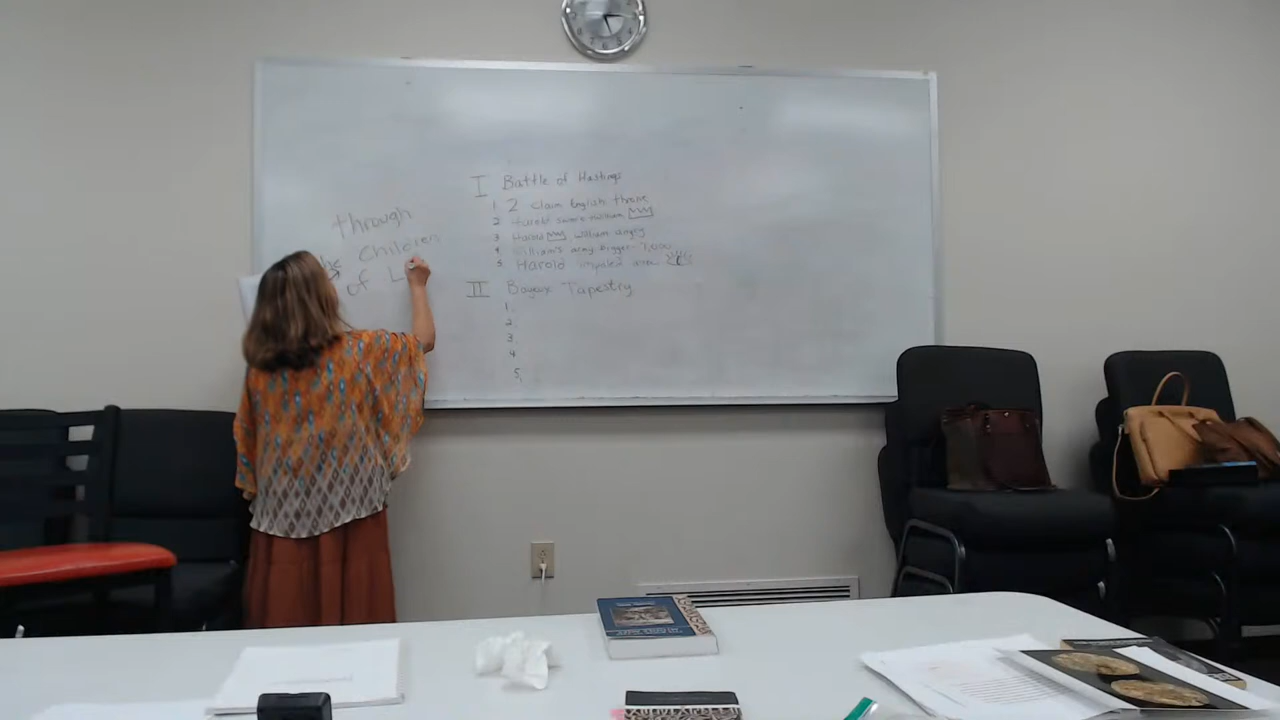 through
the Children
of L
I Battle of Hastings
1 2 claim English throne
2 Harold swore William
3 Harold William angry
4 William's army bigger 7,000
5 Harold impaled arrow
II Bayeux Tapestry
1.
2.
3.
4
5.